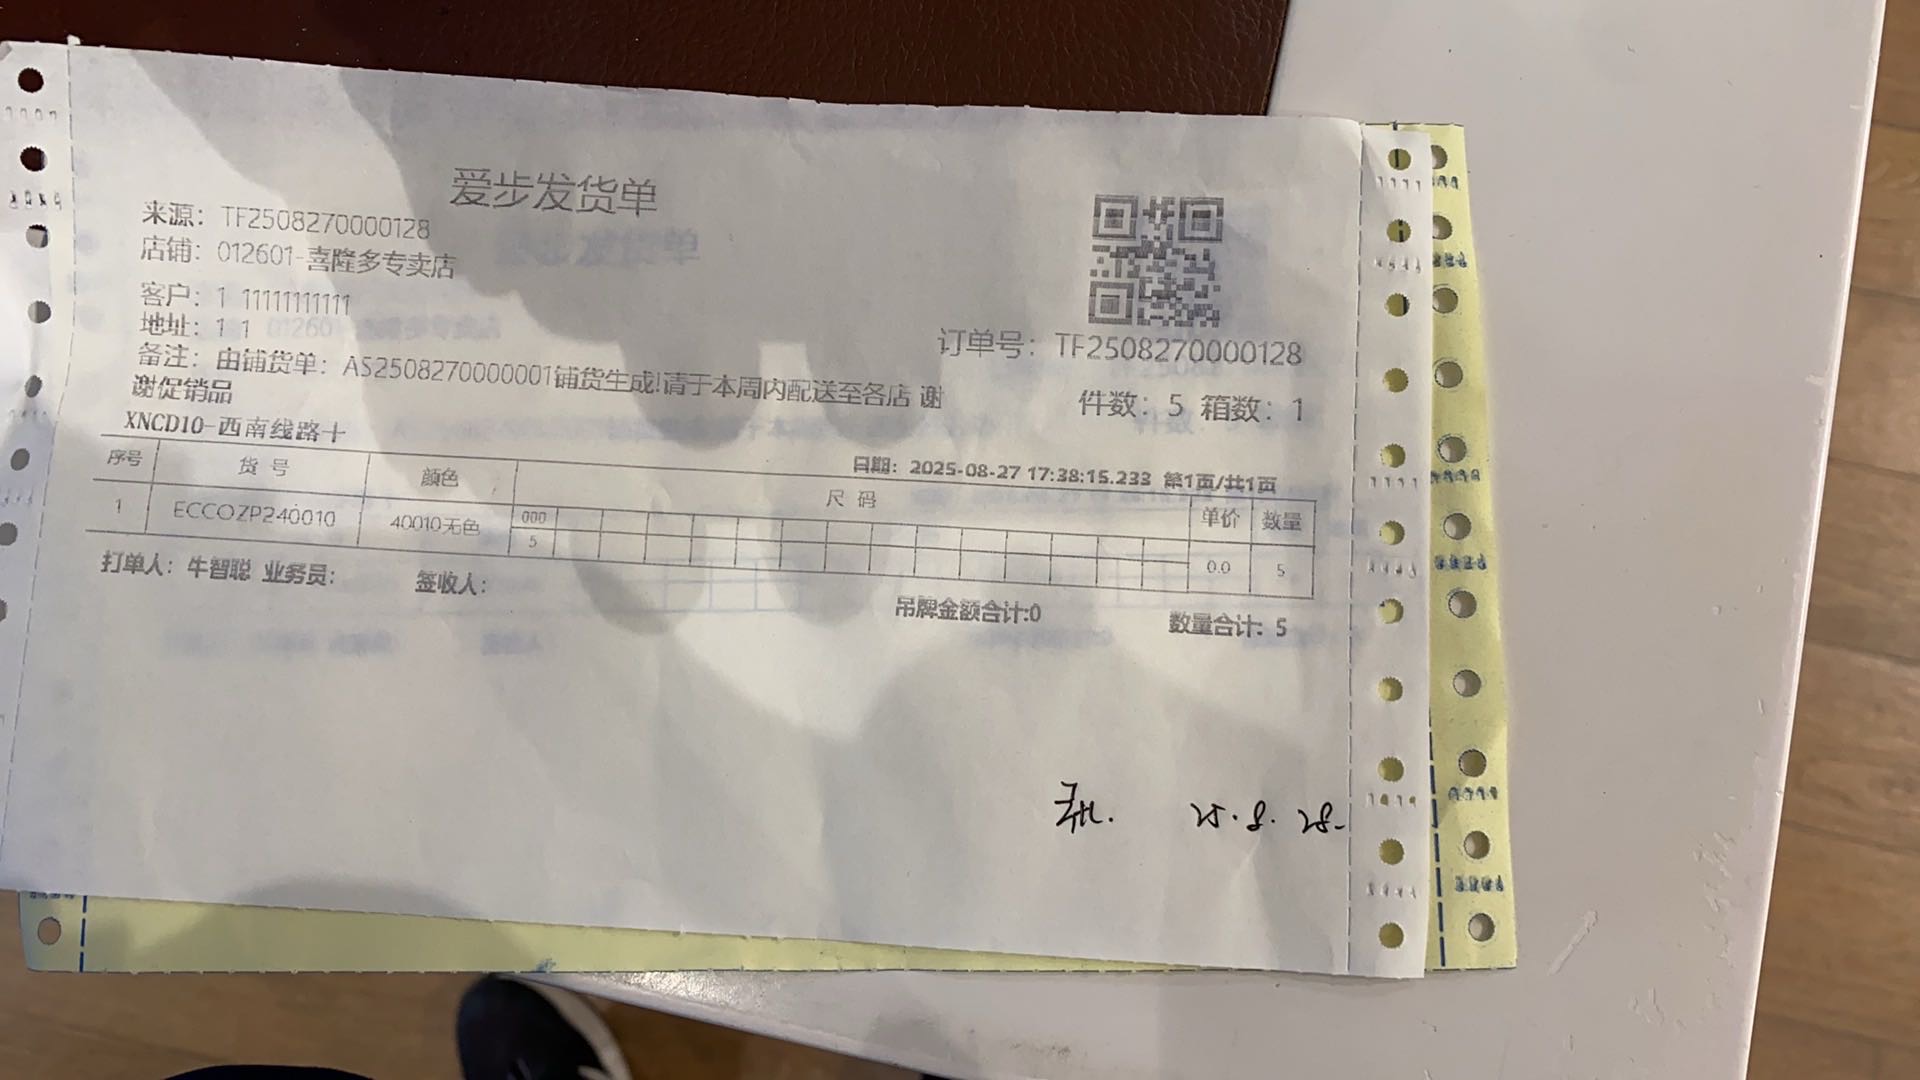 爱步发货单
来源：TF2508270000128
店铺：012601-喜隆多专卖店
客户：1 11111111111
地址：1 1
订单号：TF2508270000128
备注：由铺货单：AS2508270000001铺货生成!请于本周内配送至各店 谢
谢促销品
件数：5 箱数：1
XNCD10-西南线路十
日期：2025-08-27 17:38:15.233 第1页/共1页
序号 货号 颜色 尺码 单价 数量
000
1 ECCOZP240010 40010无色 5 0.0 5
打单人：牛智聪 业务员： 签收人：
吊牌金额合计:0 数量合计：5
25.8.28